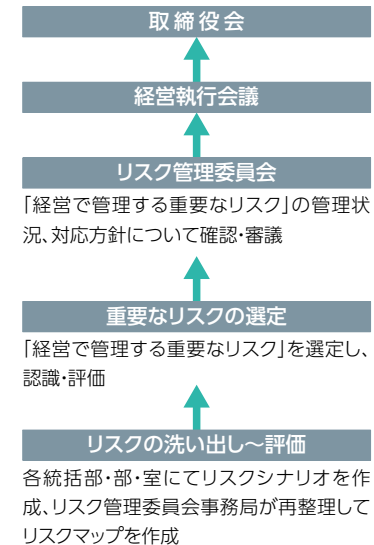 取締役会
経営執行会議
リスク管理委員会
「経営で管理する重要なリスク」の管理状
況、対応方針について確認・審議
重要なリスクの選定
「経営で管理する重要なリスク」を選定し、
認識・評価
リスクの洗い出し～評価
各統括部・部・室にてリスクシナリオを作
成、リスク管理委員会事務局が再整理して
リスクマップを作成